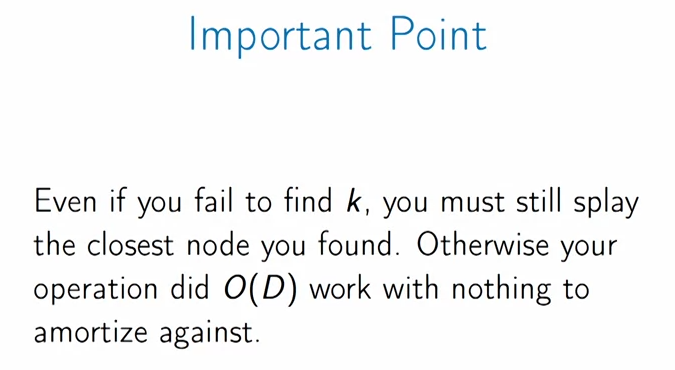 Important Point
Even if you fail to find k, you must still splay
the closest node you found. Otherwise your
operation did O(D) work with nothing to
amortize against.